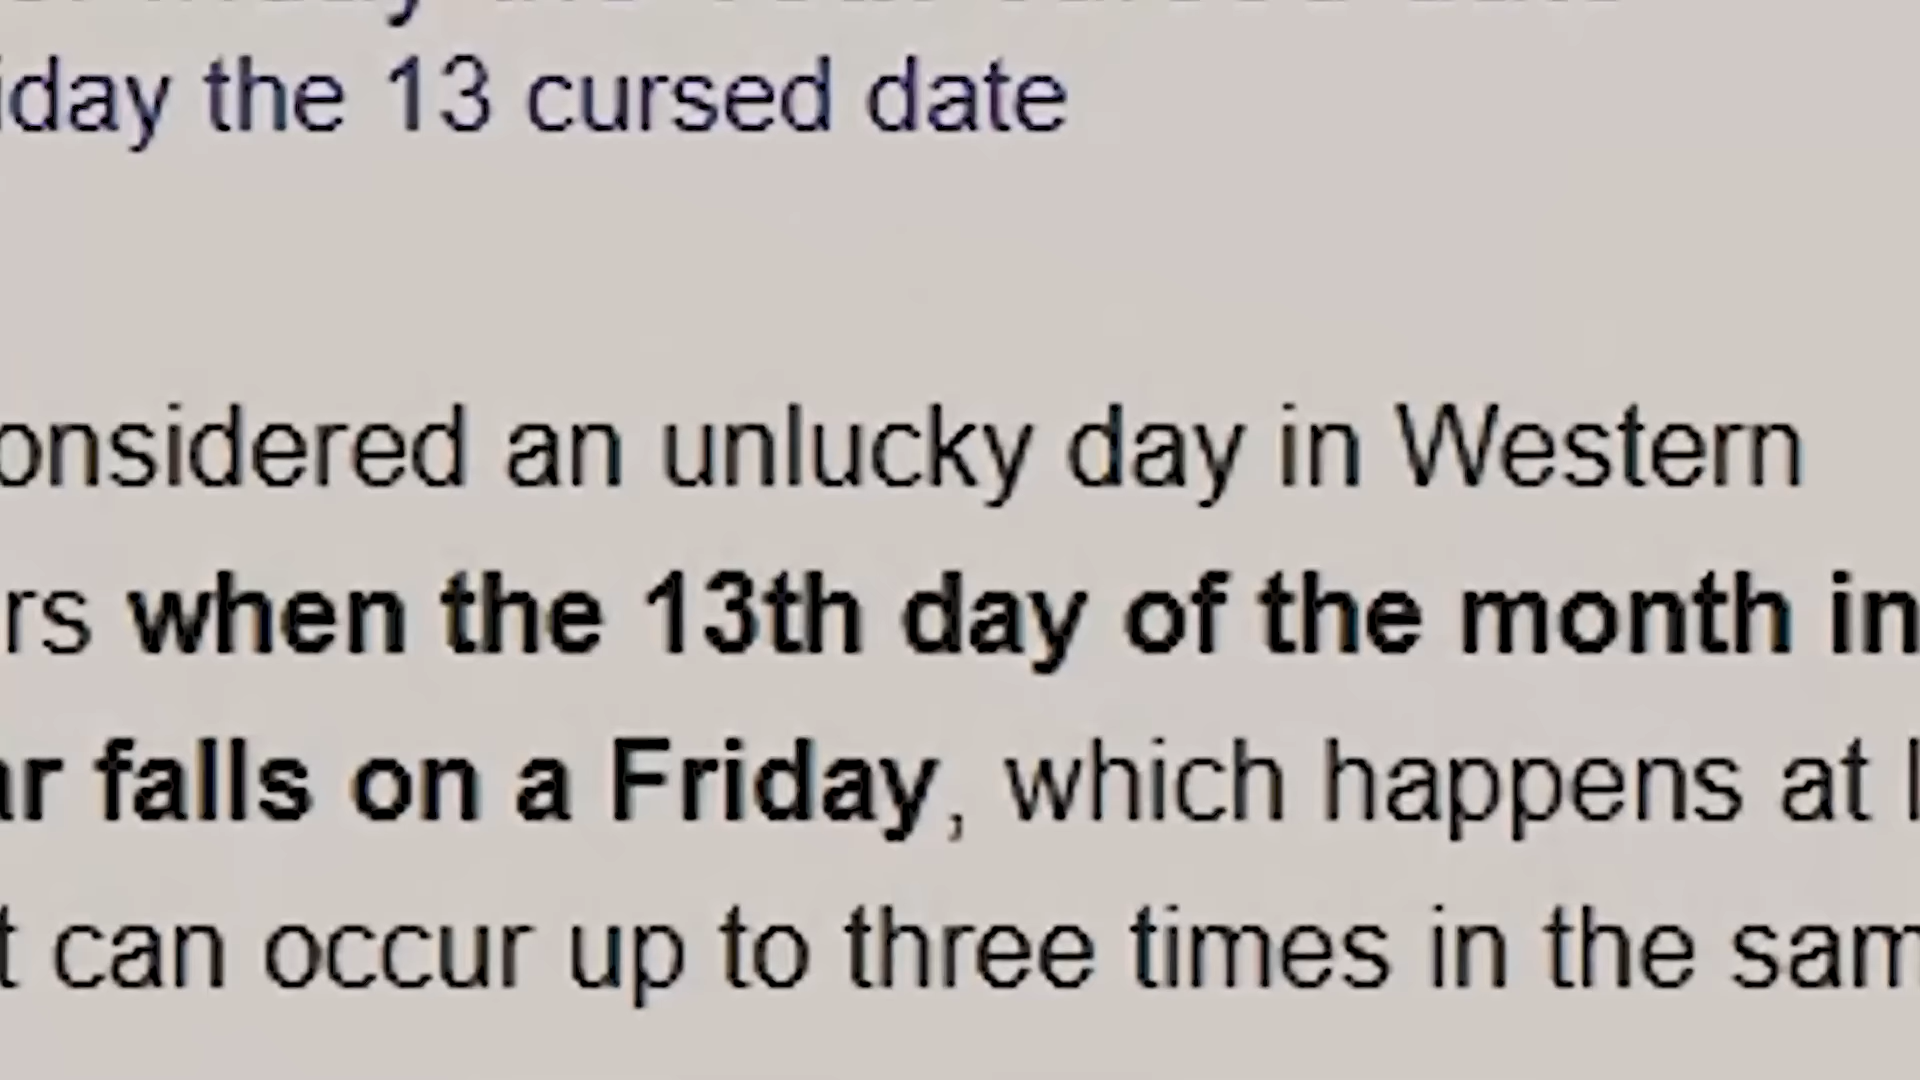 iday the 13 cursed date
onsidered an unlucky day in Western
rs when the 13th day of the month in
ar falls on a Friday, which happens at l
t can occur up to three times in the sam